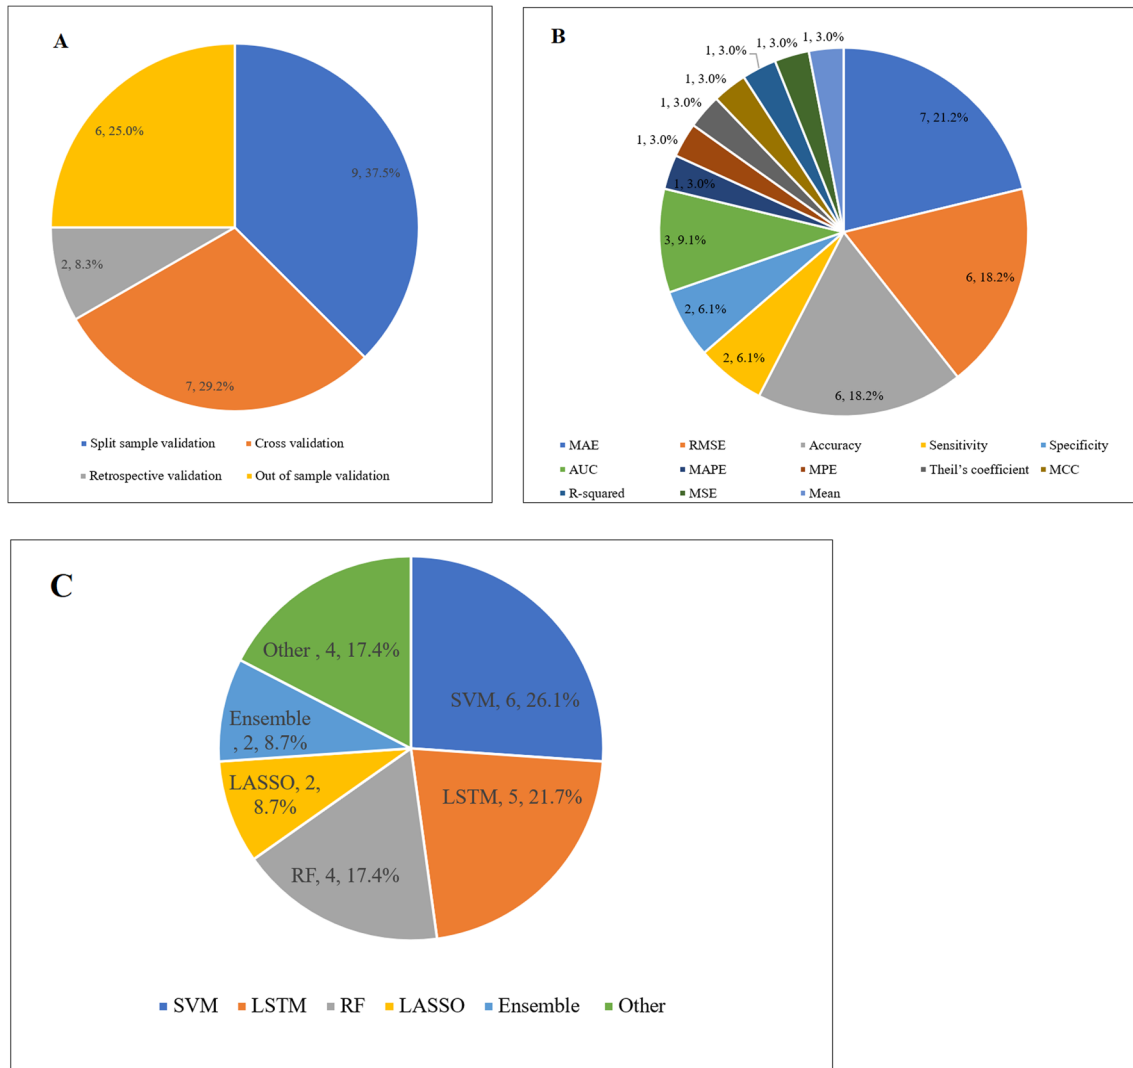 A
6, 25.0%
9, 37.5%
2, 8.3%
7, 29.2%
Split sample validation Cross validation
Retrospective validation Out of sample validation
B
1, 3.0%
1, 3.0%
1, 3.0%
1, 3.0%
1, 3.0%
1, 3.0%
1, 3.0%
7, 21.2%
3, 9.1%
6, 18.2%
2, 6.1%
2, 6.1%
6, 18.2%
MAE RMSE Accuracy Sensitivity Specificity
AUC MAPE MPE Theil's coefficient MCC
R-squared MSE Mean
C
Other , 4, 17.4%
SVM, 6, 26.1%
Ensemble
, 2, 8.7%
LASSO, 2,
8.7%
LSTM, 5, 21.7%
RF, 4, 17.4%
SVM LSTM RF LASSO Ensemble Other